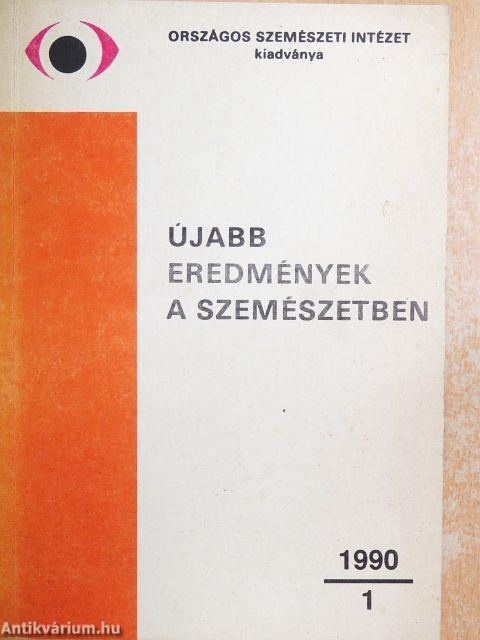 ORSZÁGOS SZEMÉSZETI INTÉZET
kiadványa
ÚJABB
EREDMÉNYEK
A SZEMÉSZETBEN
1990
1
Antikvárium.hu